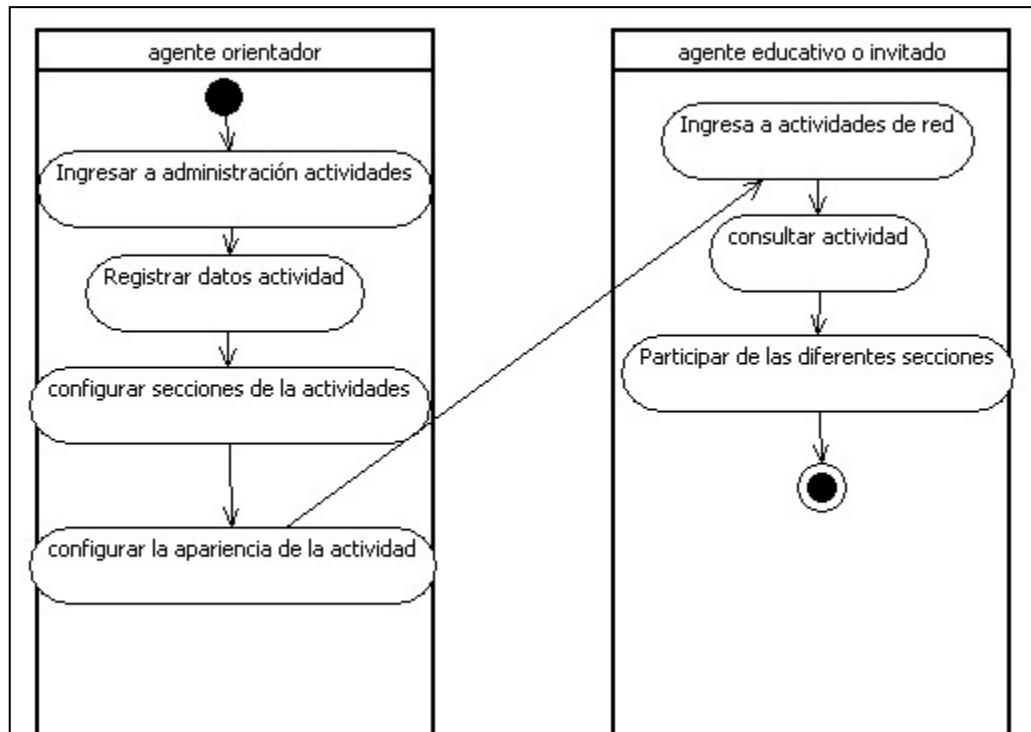 agente orientador
Ingresar a administración actividades
Registrar datos actividad
configurar secciones de la actividades
configurar la apariencia de la actividad
agente educativo o invitado
Ingresa a actividades de red
consultar actividad
Participar de las diferentes secciones